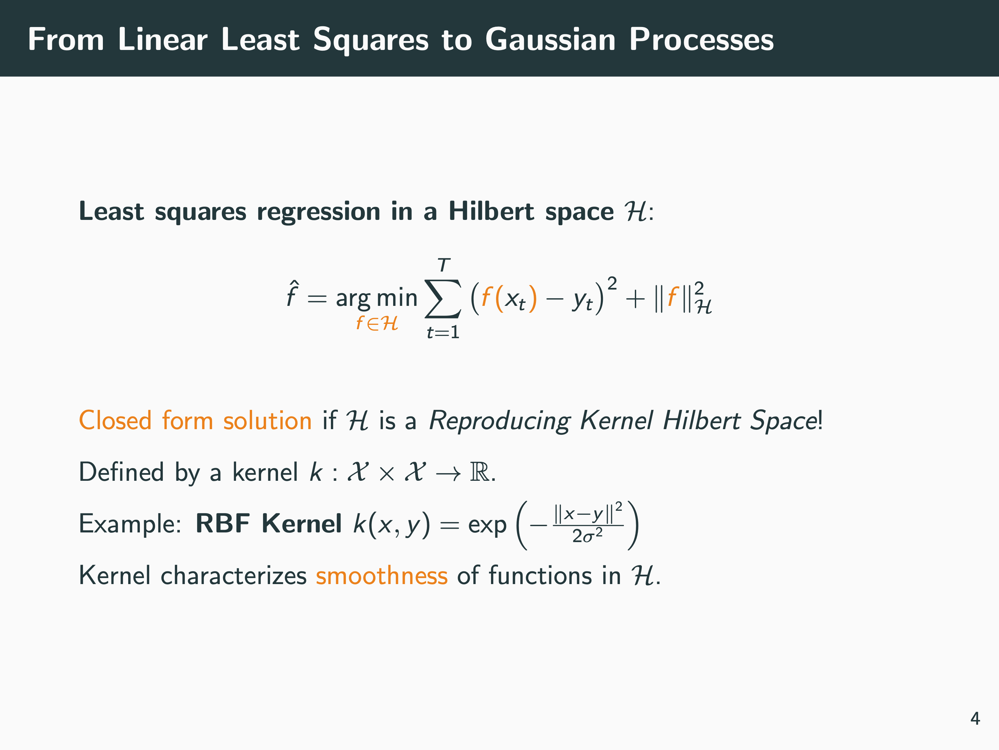 From Linear Least Squares to Gaussian Processes
Least squares regression in a Hilbert space $\mathcal{H}$:
$\hat{f} = \underset{f \in \mathcal{H}}{\arg\min} \sum_{t=1}^{T} \left(f(x_t) - y_t\right)^2 + \|f\|_{\mathcal{H}}^2$
Closed form solution if $\mathcal{H}$ is a Reproducing Kernel Hilbert Space!
Defined by a kernel $k : \mathcal{X} \times \mathcal{X} \to \mathbb{R}$.
Example: RBF Kernel $k(x, y) = \exp\left(-\frac{\|x-y\|^2}{2\sigma^2}\right)$
Kernel characterizes smoothness of functions in $\mathcal{H}$.
4